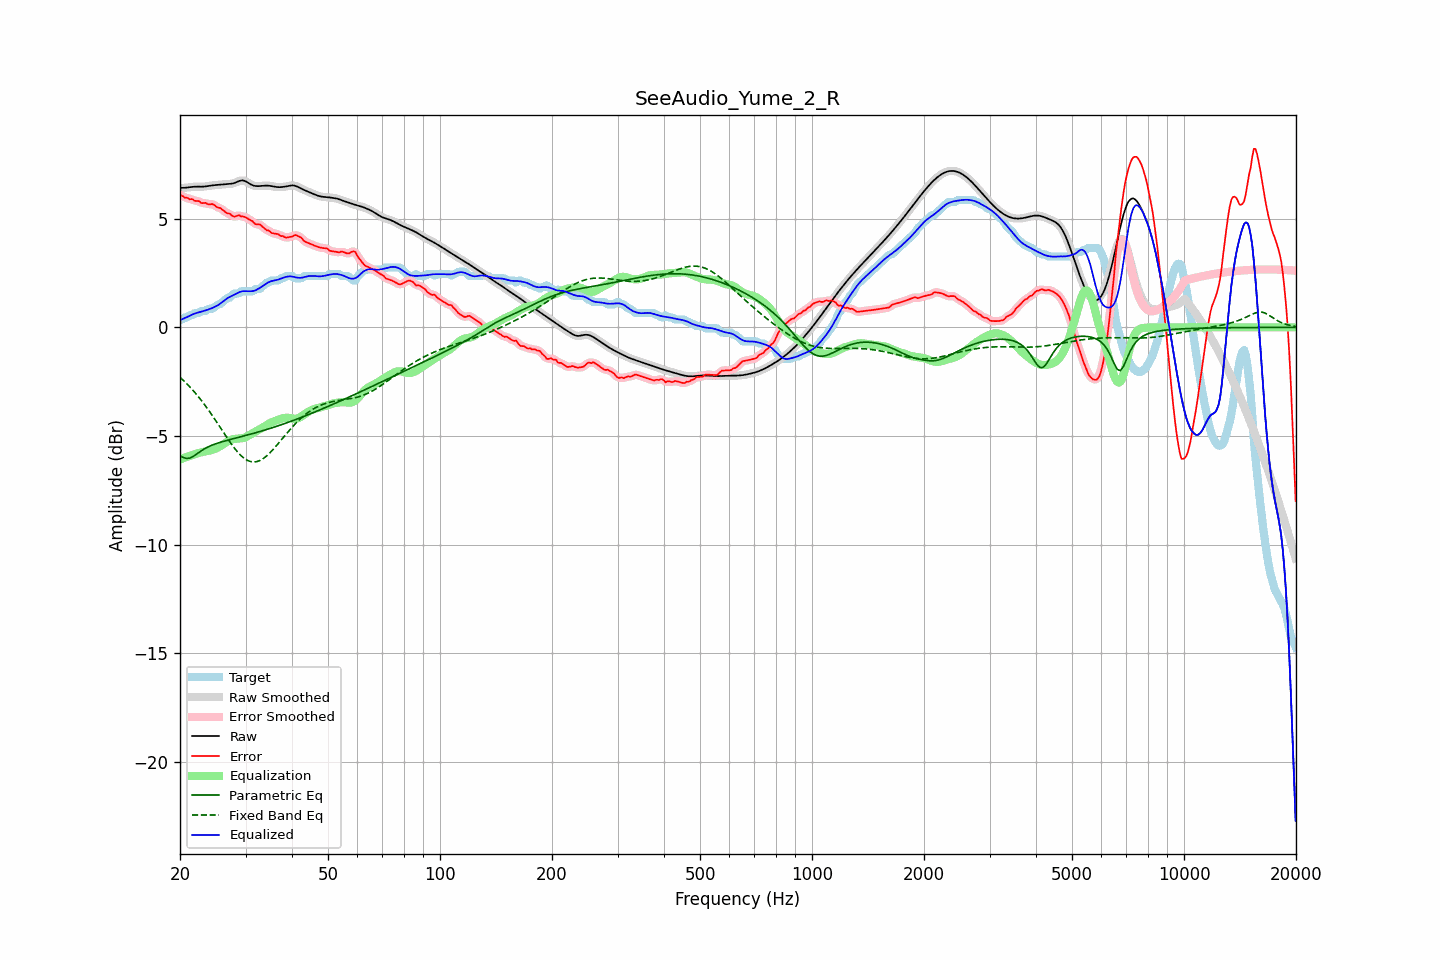 SeeAudio_Yume_2_R
Amplitude (dBr)
5
0
−5
−10
−15
−20
Target
Raw Smoothed
Error Smoothed
Raw
Error
Equalization
Parametric Eq
Fixed Band Eq
Equalized
20 50 100 200 500 1000 2000 5000 10000 20000
Frequency (Hz)